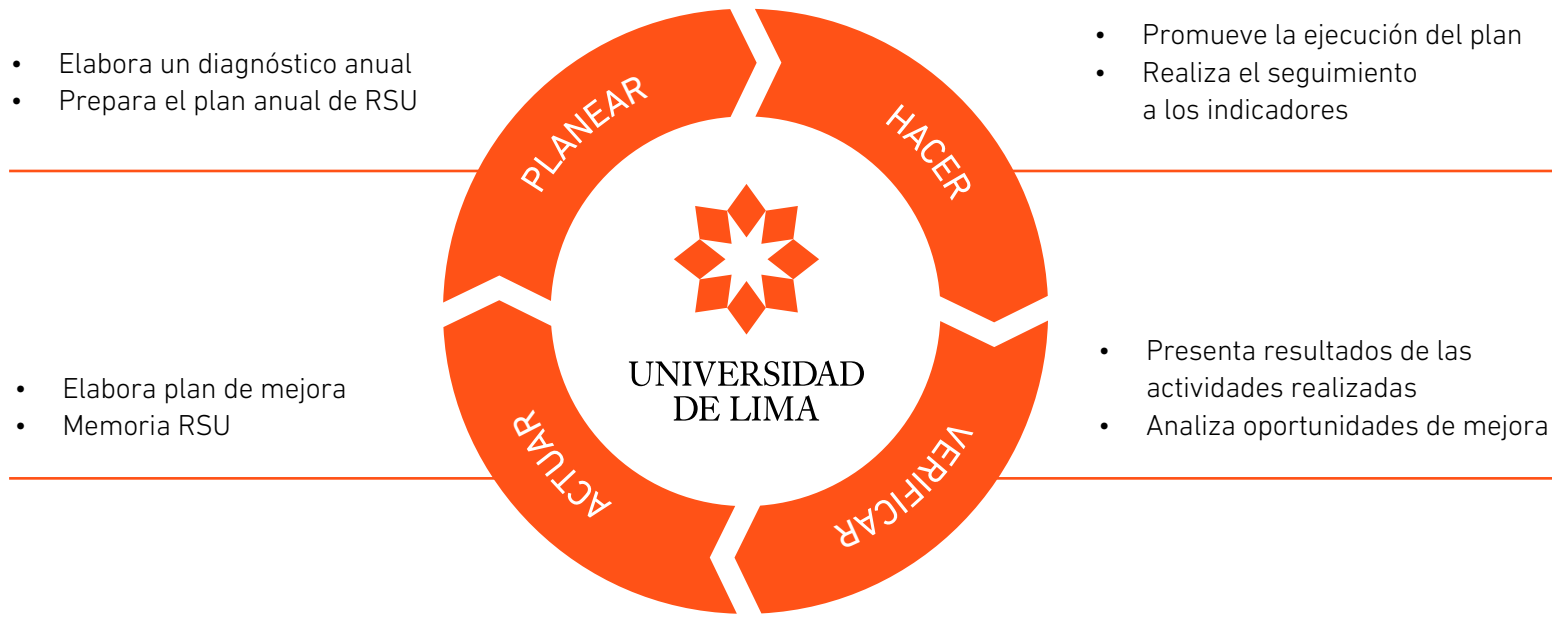 • Elabora un diagnóstico anual
• Prepara el plan anual de RSU
PLANEAR
HACER
• Promueve la ejecución del plan
• Realiza el seguimiento
a los indicadores
UNIVERSIDAD
DE LIMA
• Elabora plan de mejora
• Memoria RSU
ACTUAR
VERIFICAR
• Presenta resultados de las
actividades realizadas
• Analiza oportunidades de mejora